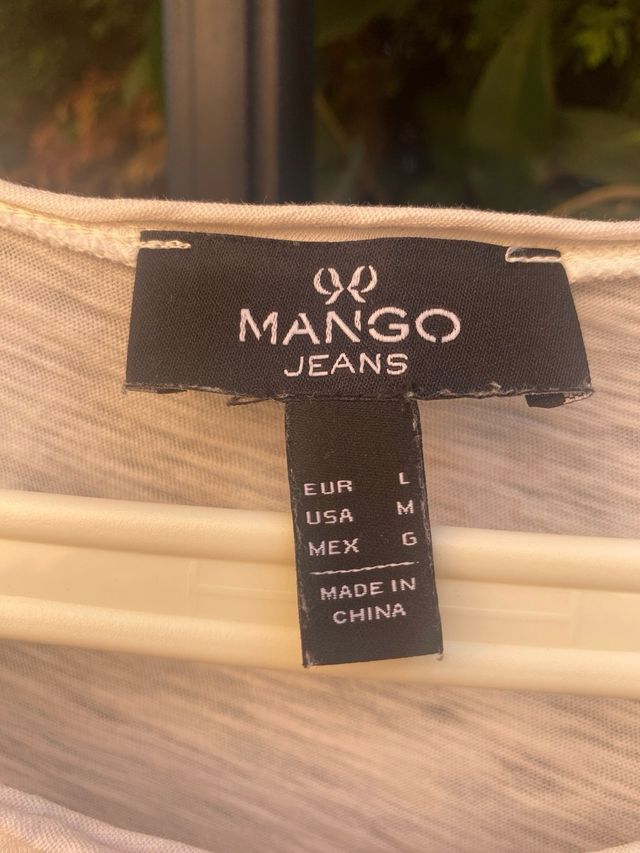 MANGO
JEANS
EUR L
USA M
MEX G
MADE IN
CHINA